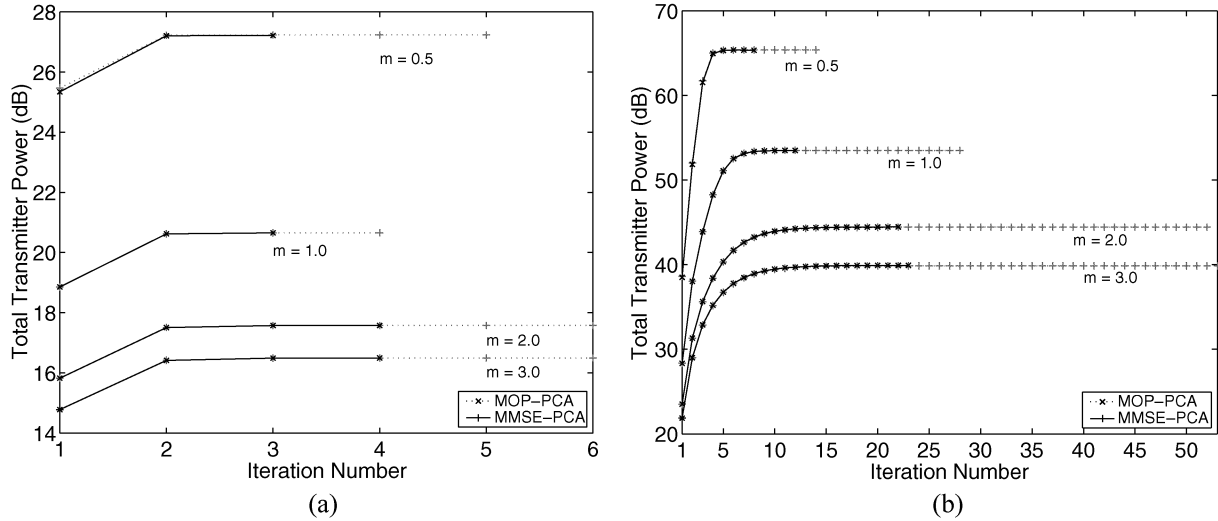 28
26
24
22
20
18
16
14
Total Transmitter Power (dB)
m = 0.5
m = 1.0
m = 2.0
m = 3.0
MOP−PCA
MMSE−PCA
1 2 3 4 5 6
Iteration Number
(a)
70
60
50
40
30
20
Total Transmitter Power (dB)
m = 0.5
m = 1.0
m = 2.0
m = 3.0
MOP−PCA
MMSE−PCA
1 5 10 15 20 25 30 35 40 45 50
Iteration Number
(b)